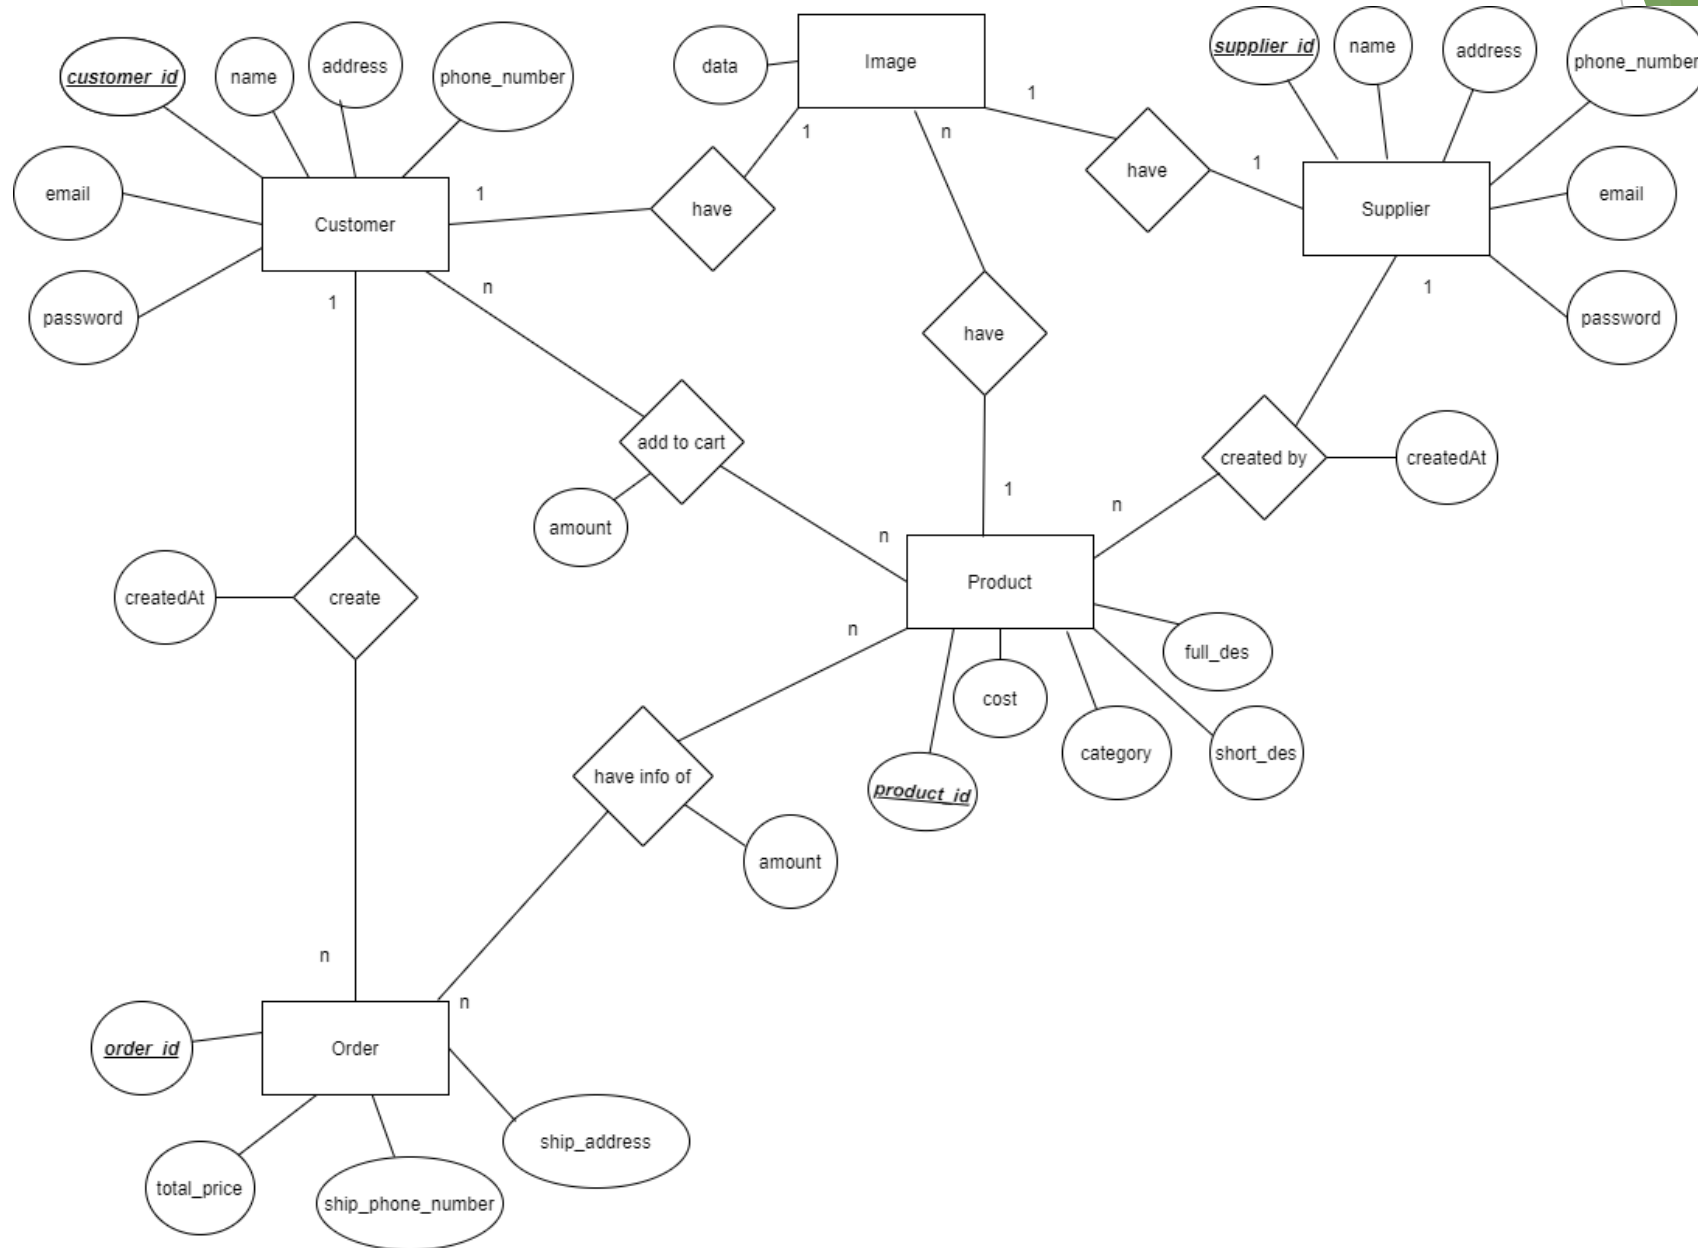 customer_id
name
address
phone_number
data
Image
supplier_id
name
address
phone_number
1
1
n
have
1
email
1
have
Customer
have
Supplier
email
password
1
n
have
1
password
add to cart
amount
1
n
n
created by
createdAt
createdAt
create
Product
n
full_des
cost
category
short_des
product_id
have info of
amount
n
n
order_id
Order
ship_address
total_price
ship_phone_number